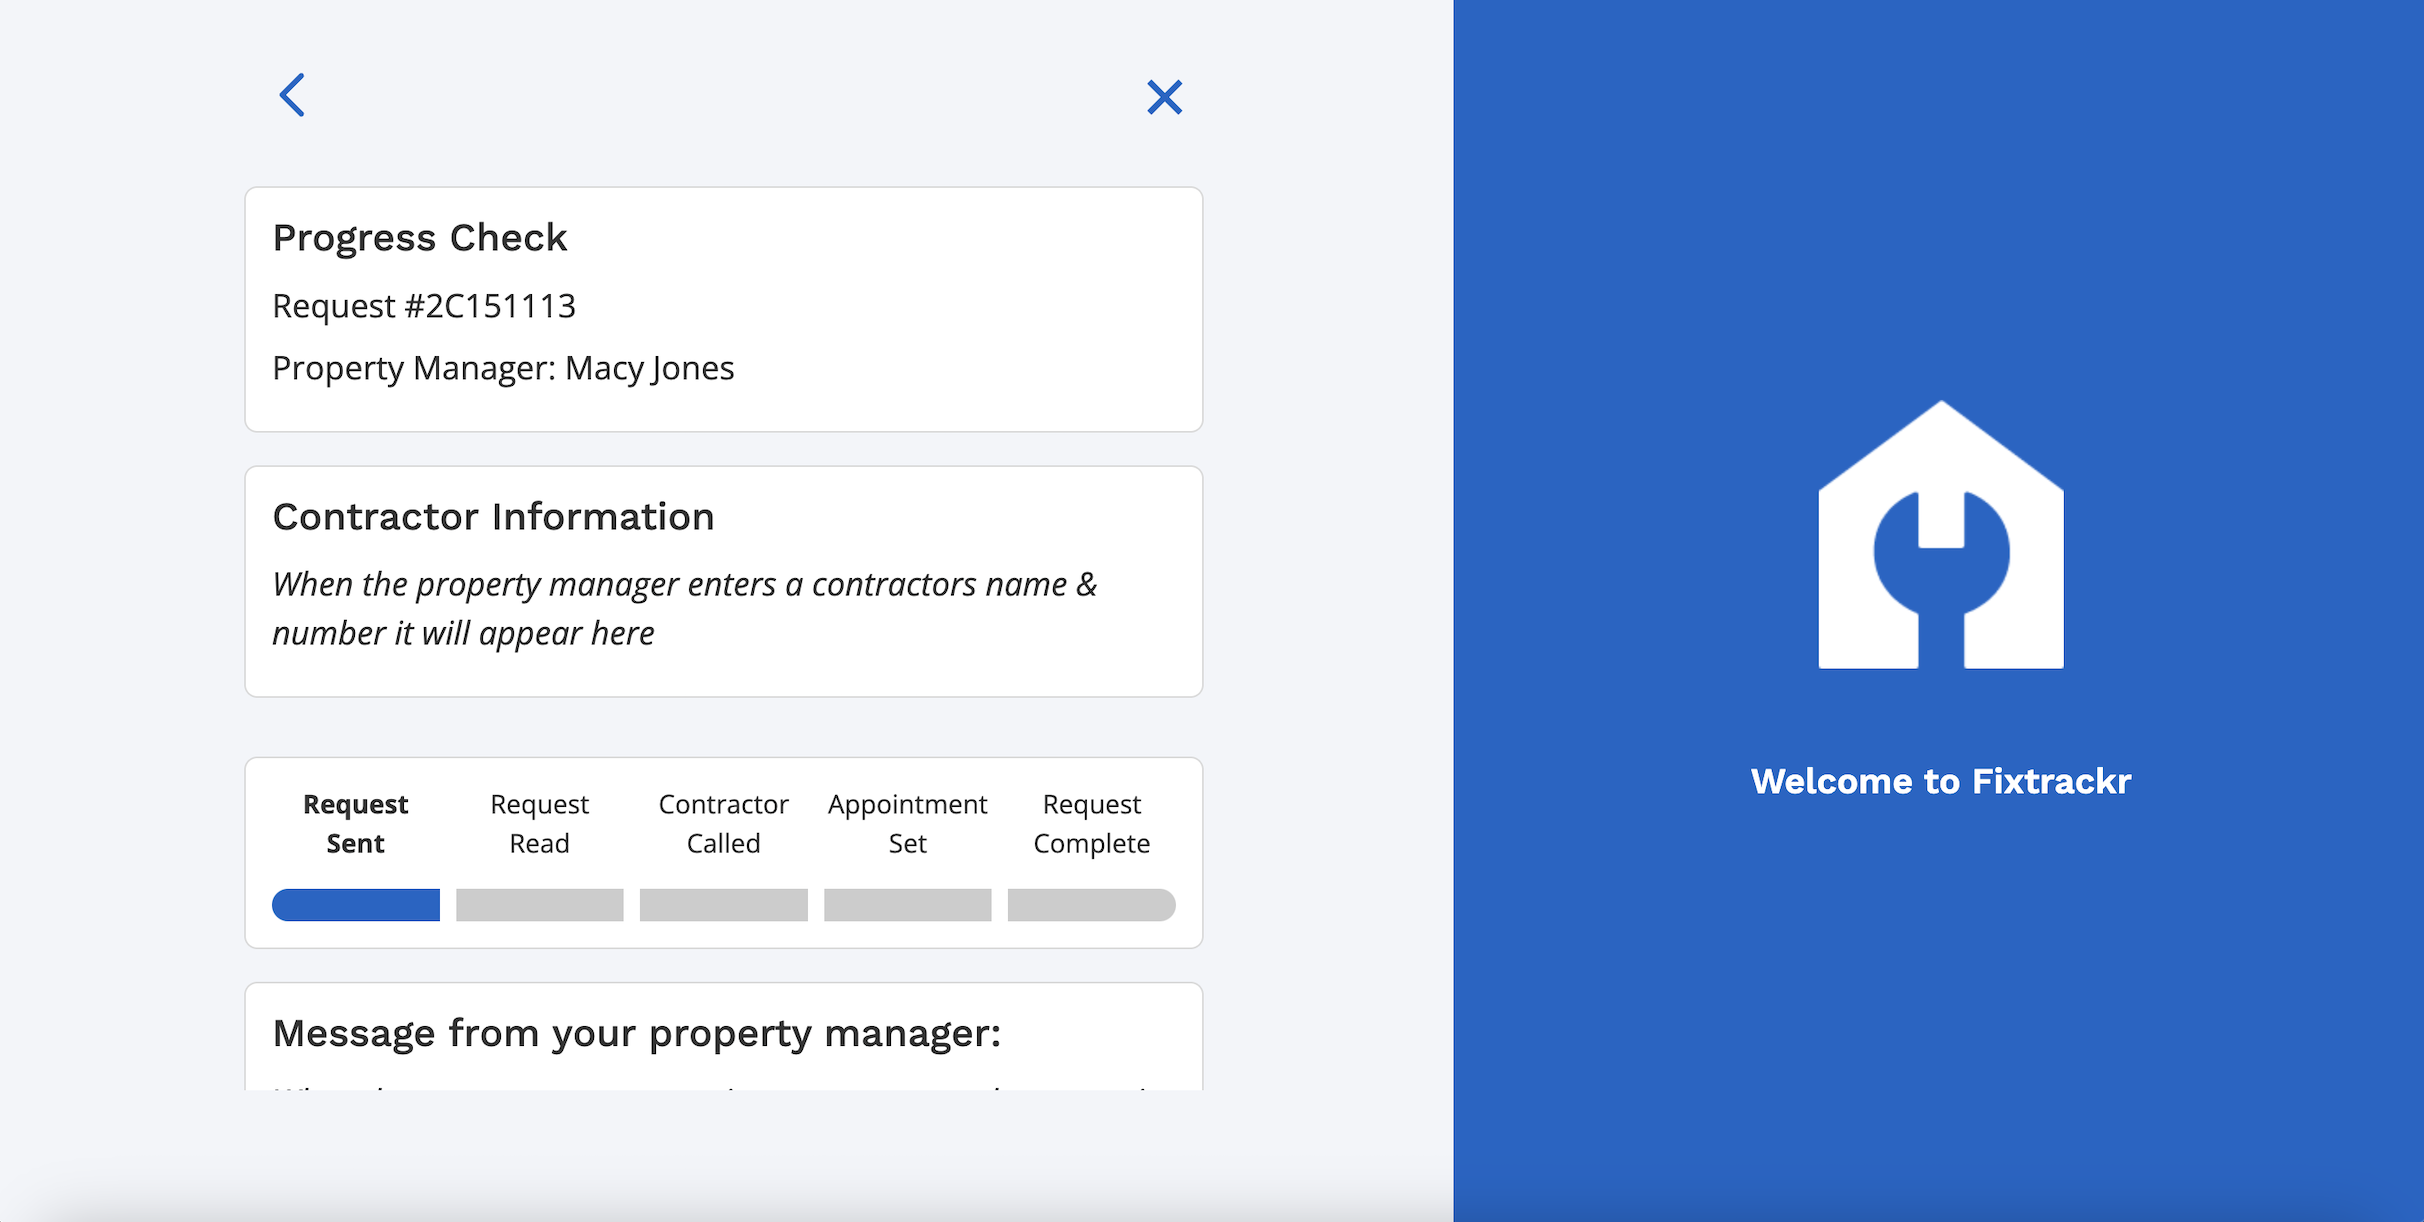 Progress Check
Request #2C151113
Property Manager: Macy Jones
Contractor Information
When the property manager enters a contractors name &
number it will appear here
Request Sent
Request Read
Contractor Called
Appointment Set
Request Complete
Message from your property manager:
Welcome to Fixtrackr